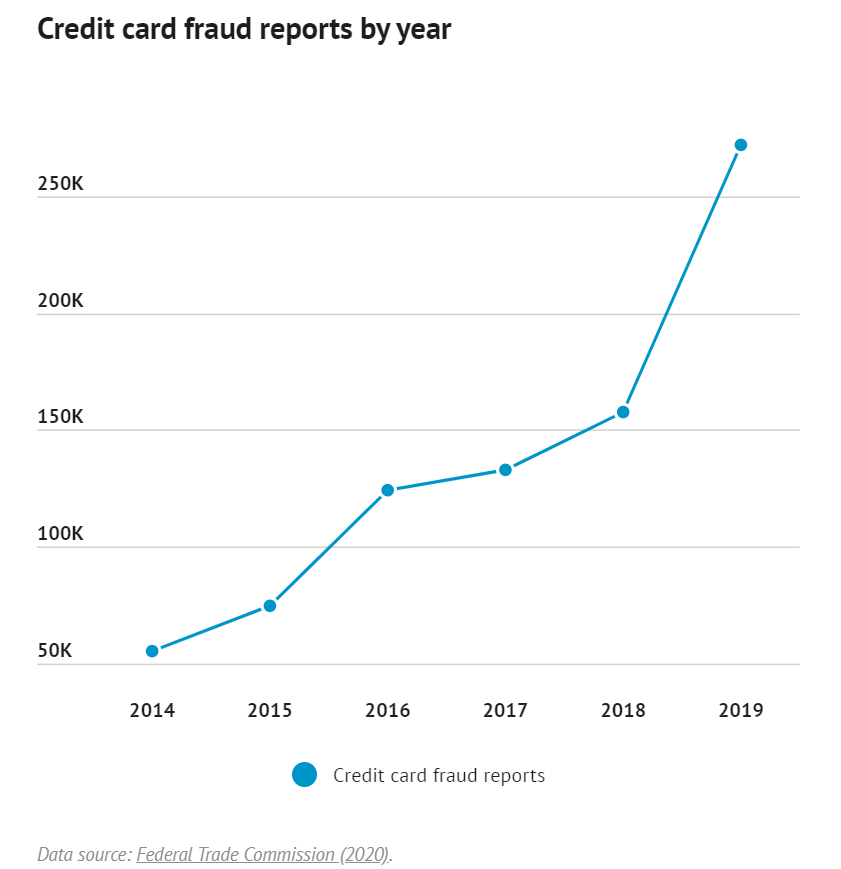 Credit card fraud reports by year
250K
200K
150K
100K
50K
2014 2015 2016 2017 2018 2019
Credit card fraud reports
Data source: Federal Trade Commission (2020).